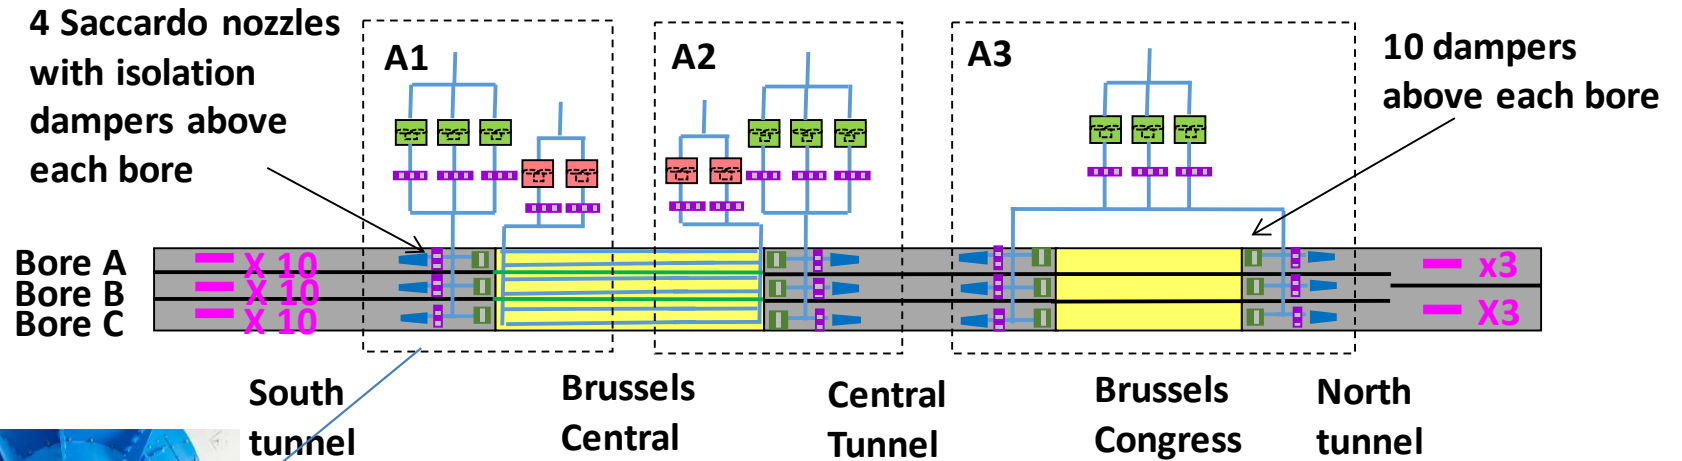 4 Saccardo nozzles
with isolation
dampers above
each bore
A1
A2
A3
10 dampers
above each bore
Bore A
Bore B
Bore C
X 10
X 10
X 10
x3
X3
South
tunnel
Brussels
Central
Central
Tunnel
Brussels
Congress
North
tunnel